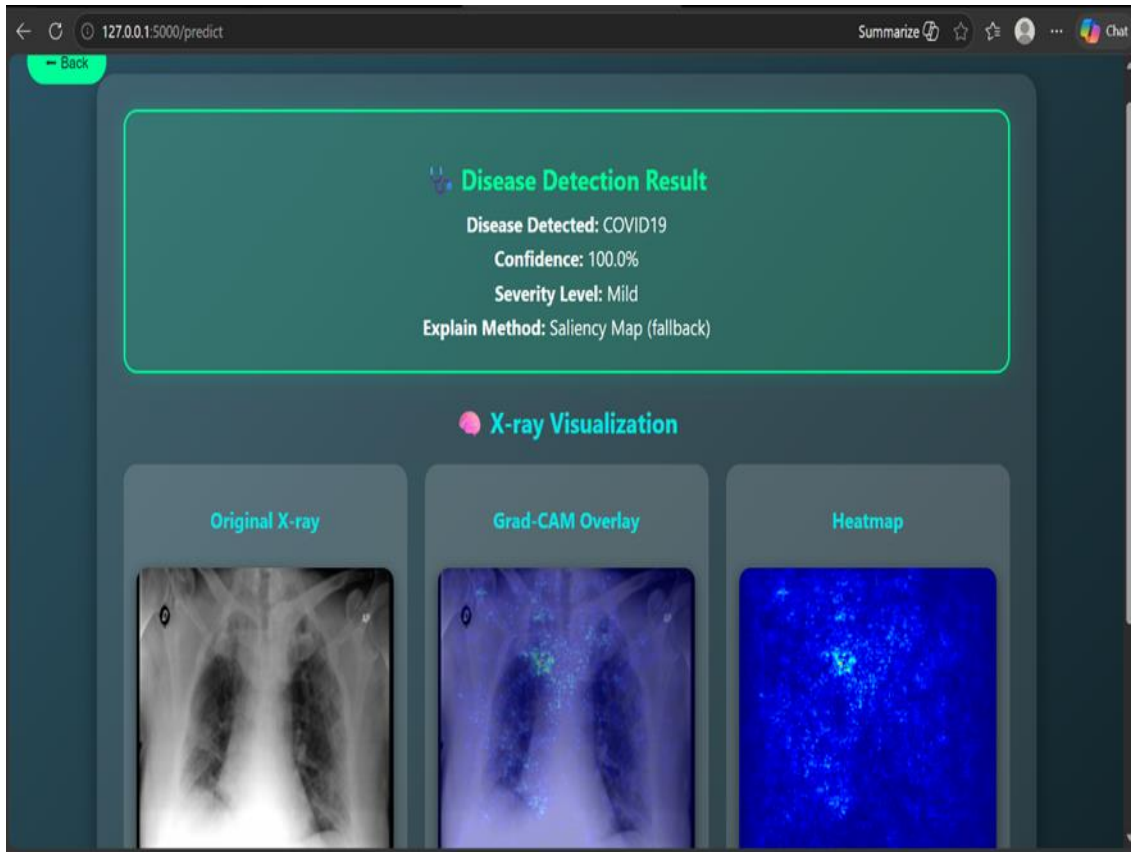 127.0.0.1:5000/predict
Summarize
Chat
Back
Disease Detection Result
Disease Detected: COVID19
Confidence: 100.0%
Severity Level: Mild
Explain Method: Saliency Map (fallback)
X-ray Visualization
Original X-ray
Grad-CAM Overlay
Heatmap